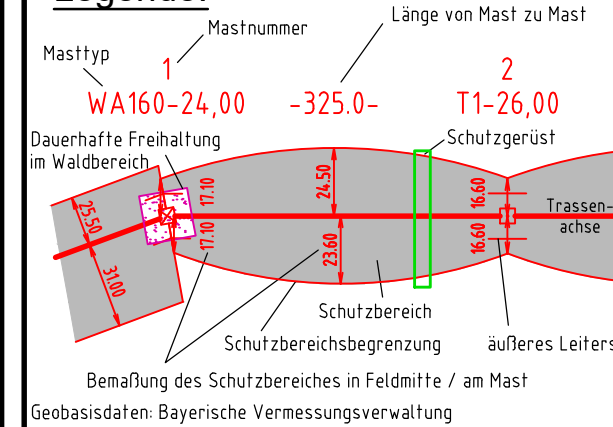 Legende:
Länge von Mast zu Mast
Mastnummer
Masttyp
1
2
WA160-24,00
-325.0-
T1-26,00
Dauerhafte Freihaltung
im Waldbereich
Schutzgerüst
17.10
24.50
16.60
25.50
Trassen-
achse
17.10
23.60
16.60
31.00
Schutzbereich
Schutzbereichsbegrenzung
äußeres Leiters
Bemaßung des Schutzbereiches in Feldmitte / am Mast
Geobasisdaten: Bayerische Vermessungsverwaltung